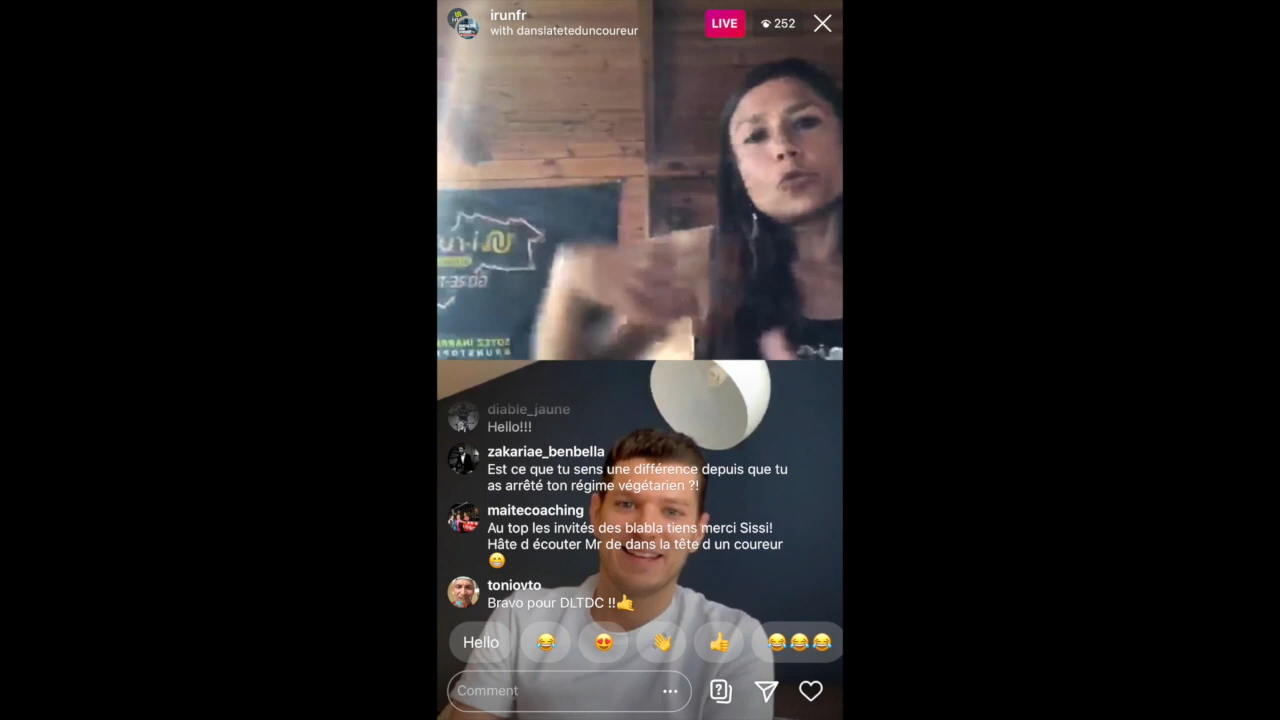 irunfr
with danslateteduncoureur
LIVE
252
diable_jaune
Hello!!!
zakariae_benbella
Est ce que tu sens une différence depuis que tu
as arrêté ton régime végétarien ?!
maitecoaching
Au top les invités des blabla tiens merci Sissi!
Hâte d écouter Mr de dans la tête d un coureur
😁
toniovto
Bravo pour DLTDC !!🤙
Hello 😂 😍 👋 👍 😂😂😂
Comment